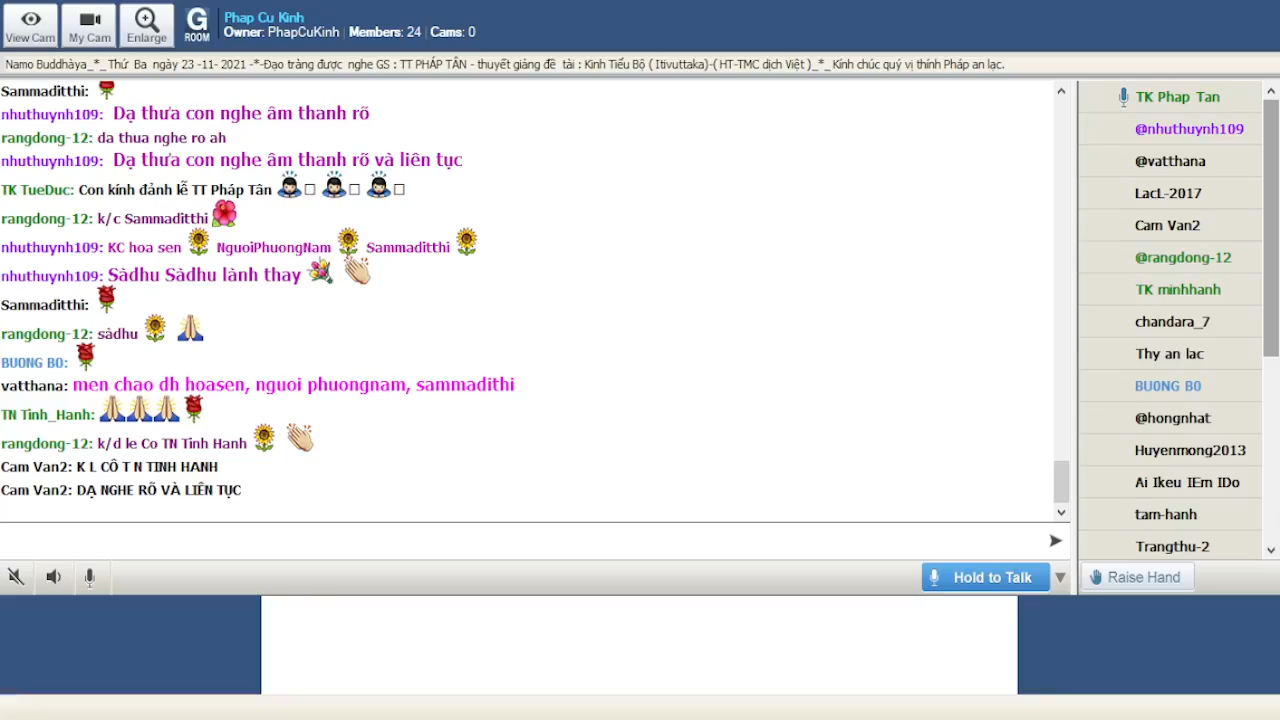 View Cam
My Cam
Enlarge
G
ROOM
Phap Cu Kinh
Owner: PhapCuKinh | Members: 24 | Cams: 0
Namo Buddhàya_*_Thứ Ba ngày 23 -11- 2021 -*-Đạo tràng được nghe GS : TT PHÁP TÂN - thuyết giảng đề tài : Kinh Tiểu Bộ ( Itivuttaka)-( HT-TMC dịch Việt )_*_ Kính chúc quý vị thính Pháp an lạc.
Sammaditthi:
nhuthuynh109: Dạ thưa con nghe âm thanh rõ
rangdong-12: da thua nghe ro ah
nhuthuynh109: Dạ thưa con nghe âm thanh rõ và liên tục
TK TueDuc: Con kính đảnh lễ TT Pháp Tân
rangdong-12: k/c Sammaditthi
nhuthuynh109: KC hoa sen NguoiPhuongNam Sammaditthi
nhuthuynh109: Sàdhu Sàdhu lành thay
Sammaditthi:
rangdong-12: sàdhu
BUONG BO:
vatthana: men chao dh hoasen, nguoi phuongnam, sammadithi
TN Tinh_Hanh:
rangdong-12: k/d le Co TN Tinh Hanh
Cam Van2: K L CÔ T N TINH HANH
Cam Van2: DẠ NGHE RÕ VÀ LIÊN TỤC
Hold to Talk
TK Phap Tan
@nhuthuynh109
@vatthana
LacL-2017
Cam Van2
@rangdong-12
TK minhhanh
chandara_7
Thy an lac
BUONG BO
@hongnhat
Huyenmong2013
Ai Ikeu IEm IDo
tam-hanh
Trangthu-2
Raise Hand